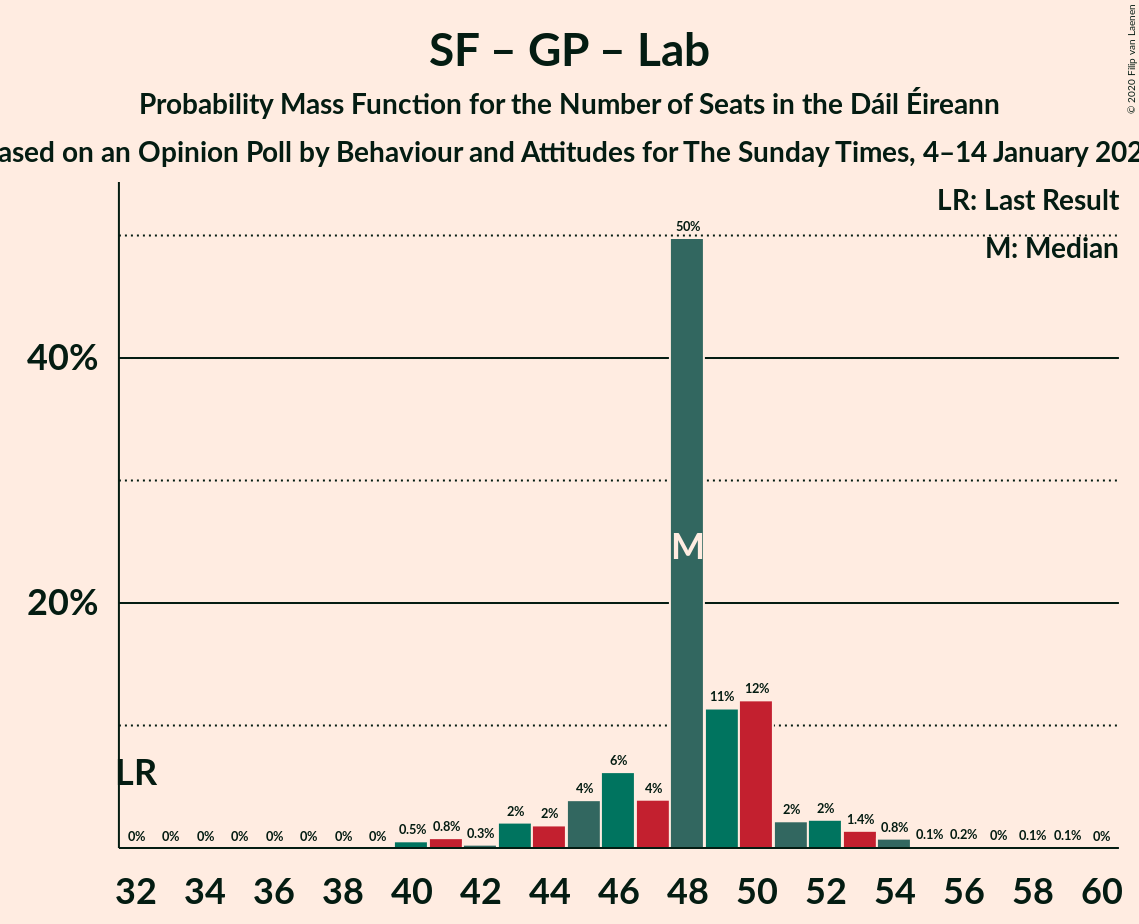 SF – GP – Lab
Probability Mass Function for the Number of Seats in the Dáil Éireann
ased on an Opinion Poll by Behaviour and Attitudes for The Sunday Times, 4–14 January 202
© 2020 Filip van Laenen
LR: Last Result
M: Median
50%
40%
M
20%
12%
11%
LR
6%
4% 4%
2% 2% 2% 2%
0% 0% 0% 0% 0% 0% 0% 0% 0.5% 0.8% 0.3% 1.4% 0.8% 0.1% 0.2% 0% 0.1% 0.1% 0%
32 34 36 38 40 42 44 46 48 50 52 54 56 58 60